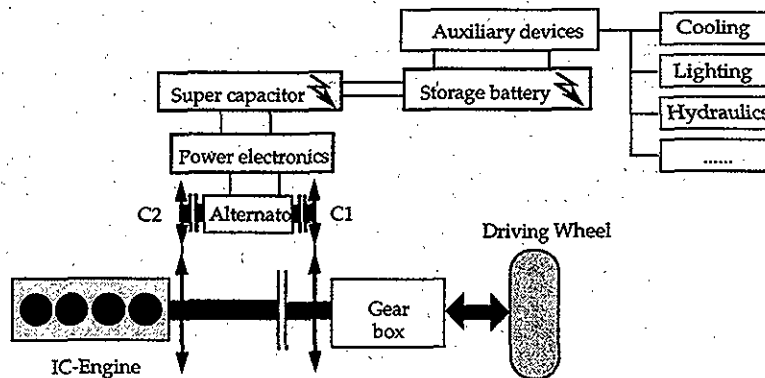 Auxiliary devices
Cooling
Lighting
Hydraulics
......
Super capacitor
Storage battery
Power electronics
C2
Alternato
C1
Driving Wheel
Gear
box
IC-Engine